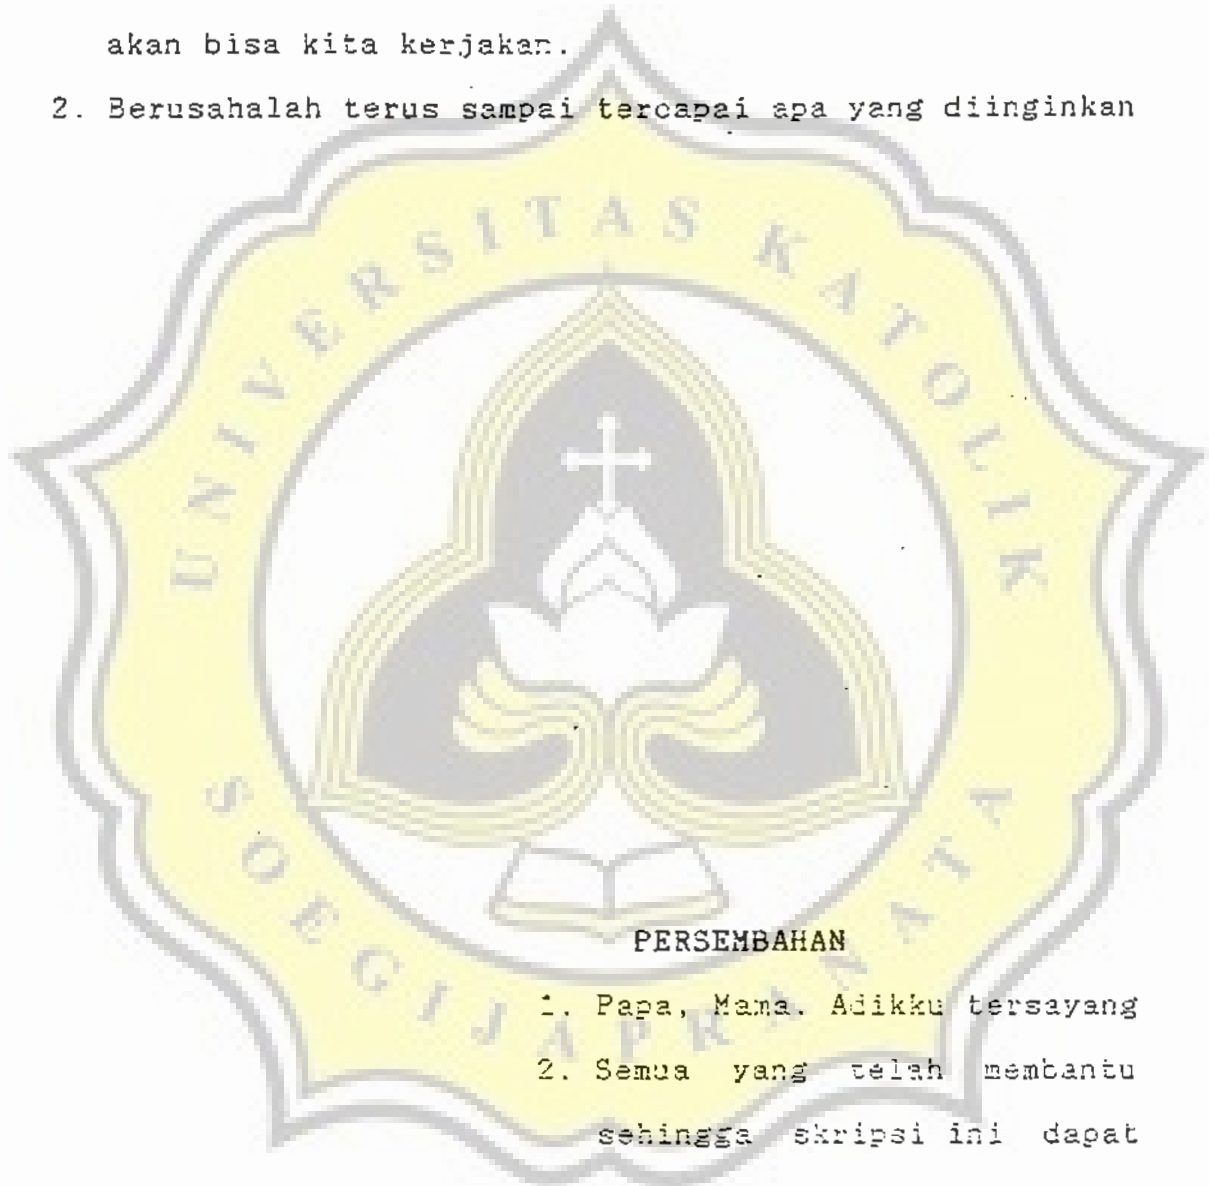 akan bisa kita kerjakan.
2. Berusahalah terus sampai tercapai apa yang diinginkan
UNIVERSITAS KATOLIK
SOEGIJAPRANATA
PERSEMBAHAN
1. Papa, Mama. Adikku tersayang
2. Semua yang telah membantu
sehingga skripsi ini dapat